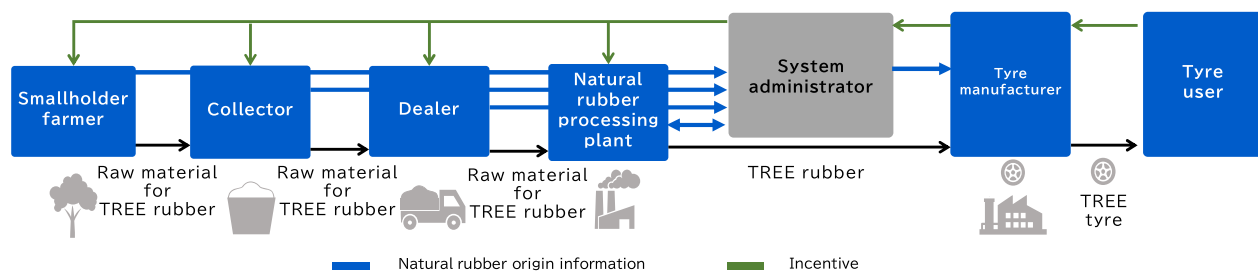 Smallholder
farmer
Collector
Dealer
Natural
rubber
processing
plant
System
administrator
Tyre
manufacturer
Tyre
user
Raw material
for
TREE rubber
Raw material
for
TREE rubber
Raw material
for
TREE rubber
TREE rubber
TREE
tyre
Natural rubber origin information
Incentive